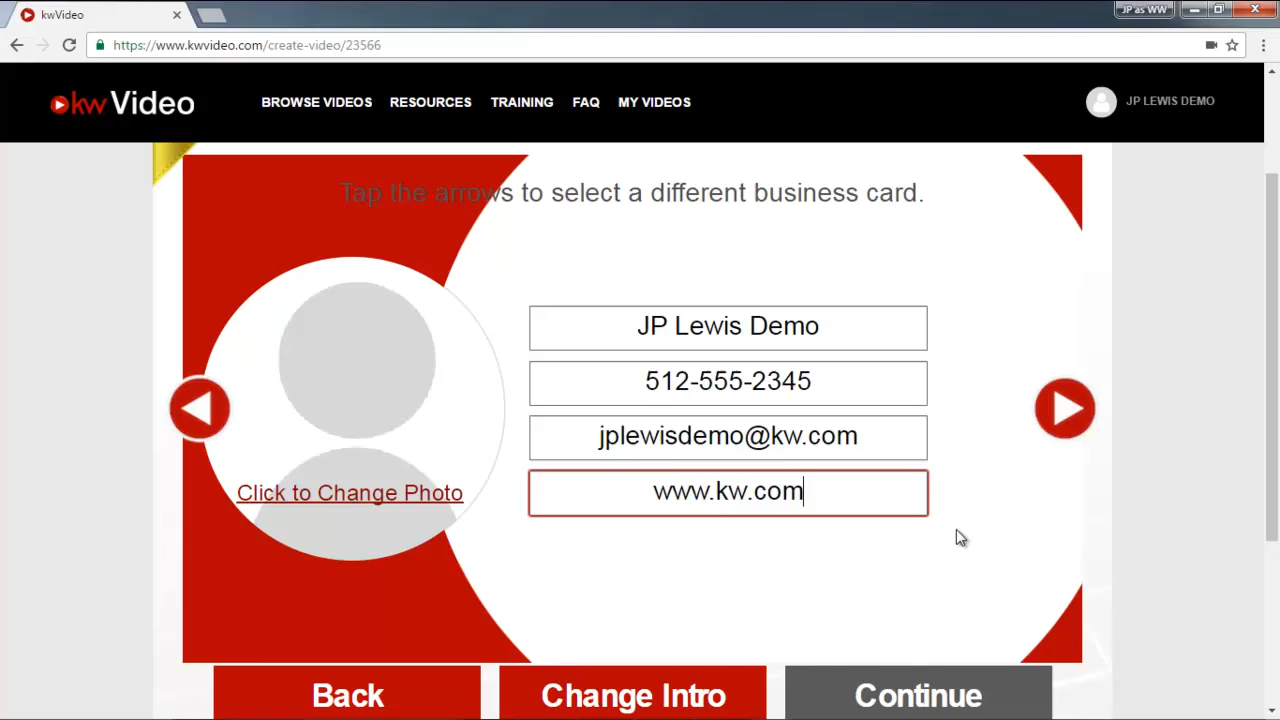 kwVideo
JP as WW
https://www.kwvideo.com/create-video/23566
kwVideo
BROWSE VIDEOS
RESOURCES
TRAINING
FAQ
MY VIDEOS
JP LEWIS DEMO
Tap the arrows to select a different business card.
JP Lewis Demo
512-555-2345
jplewisdemo@kw.com
www.kw.com
Click to Change Photo
Back
Change Intro
Continue